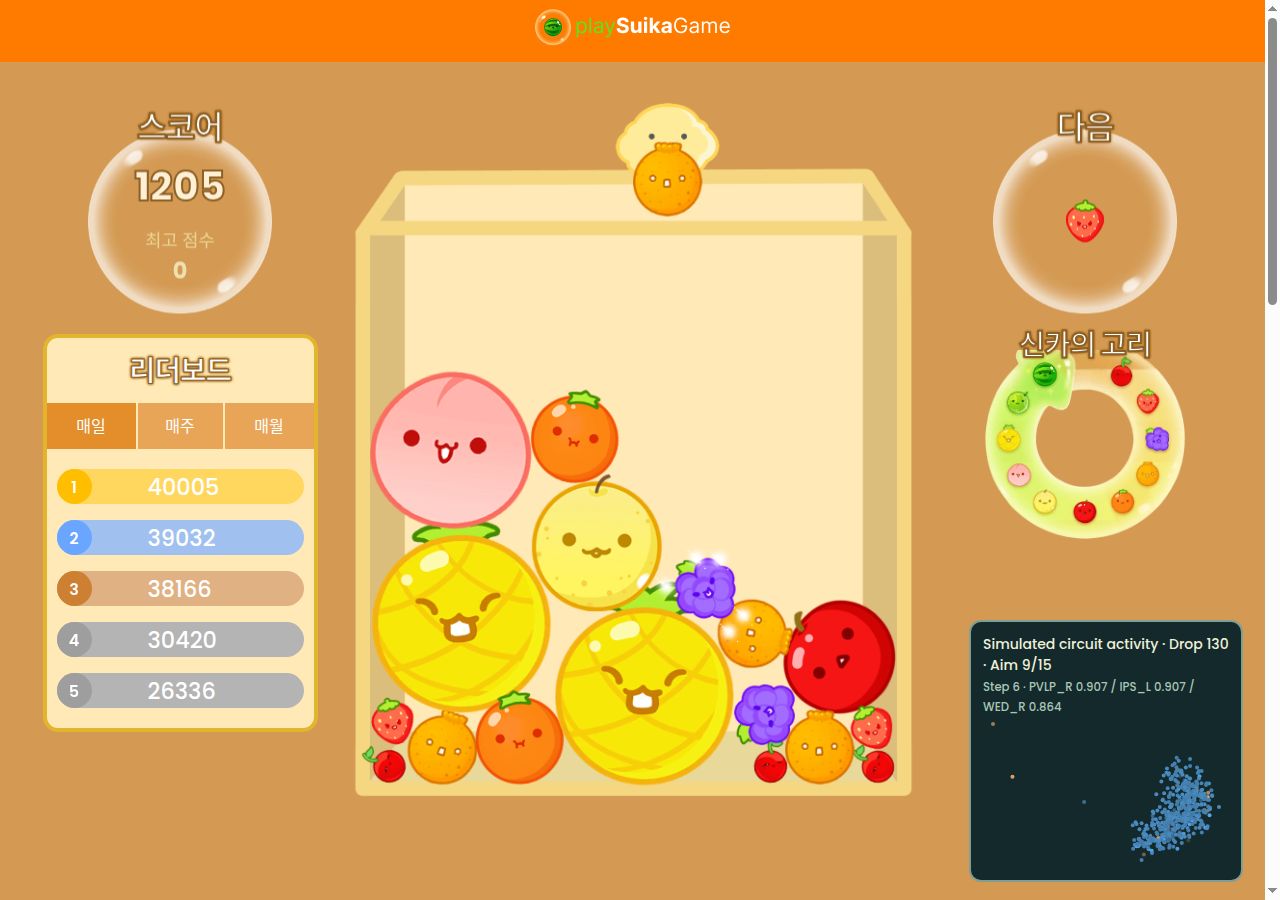 playSuikaGame
스코어
1205
최고 점수
0
다음
리더보드
매일 매주 매월
1 40005
2 39032
3 38166
4 30420
5 26336
신카의 고리
Simulated circuit activity · Drop 130
· Aim 9/15
Step 6 · PVLP_R 0.907 / IPS_L 0.907 /
WED_R 0.864